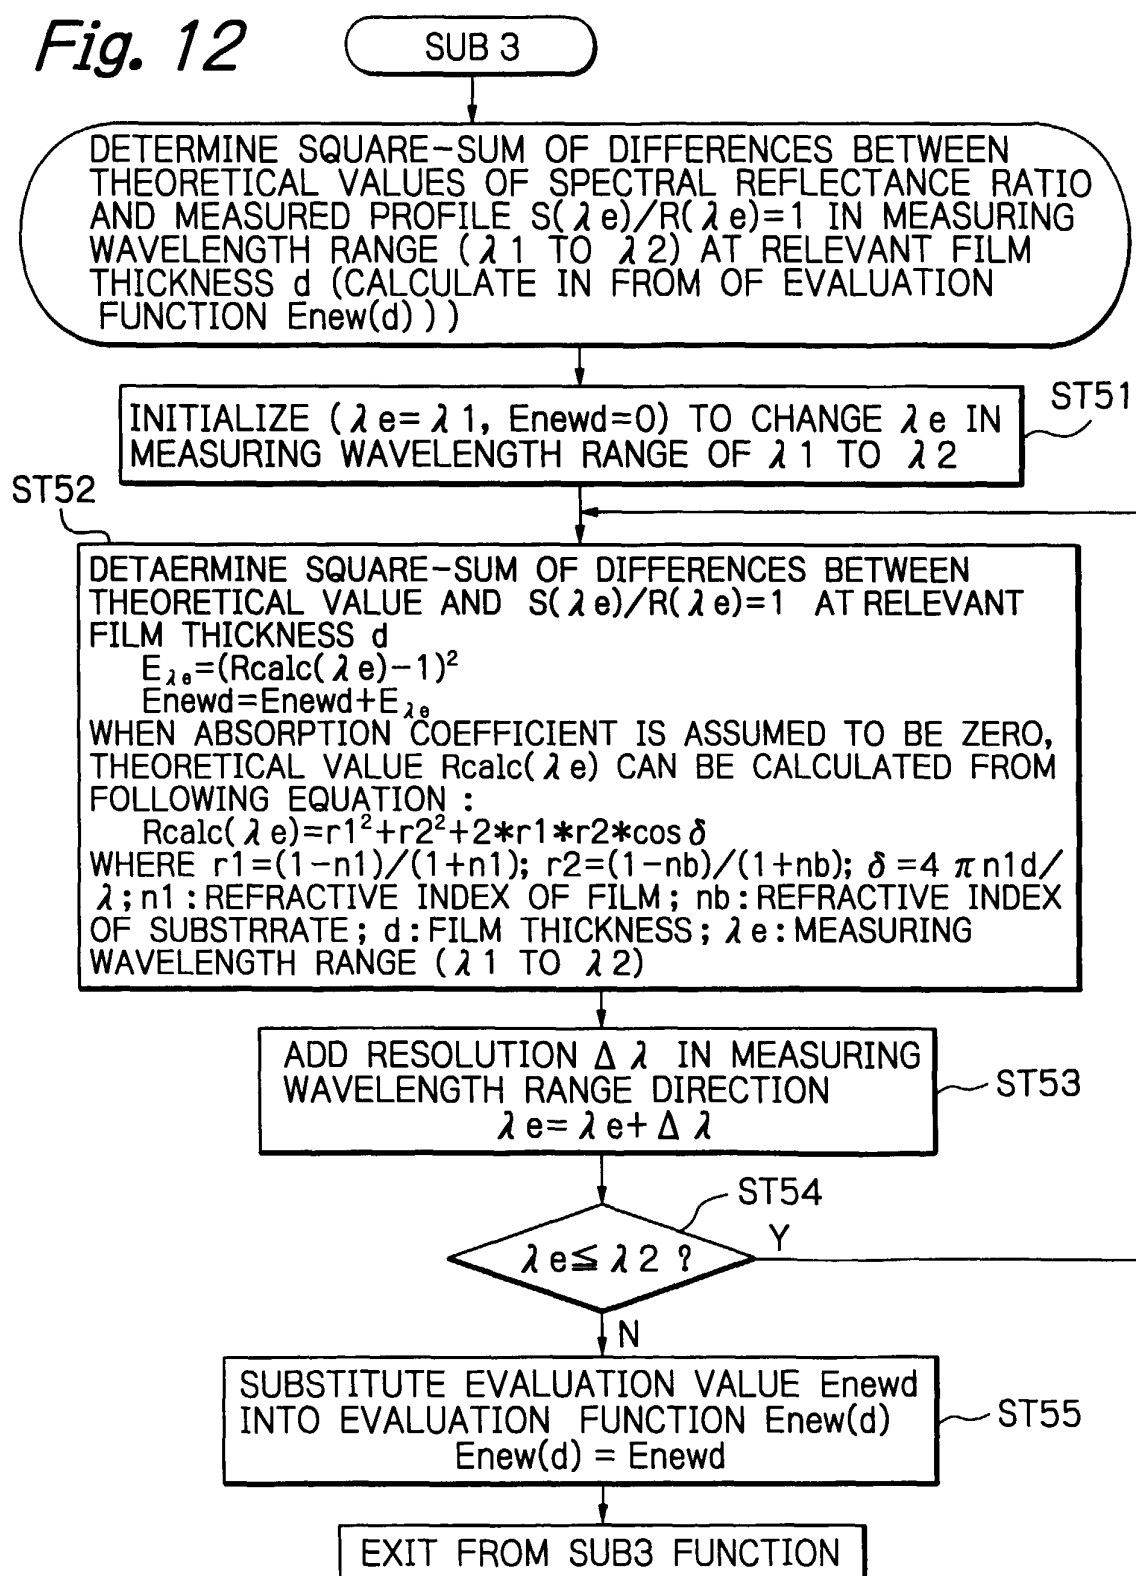 Fig. 12
SUB 3
DETERMINE SQUARE-SUM OF DIFFERENCES BETWEEN
THEORETICAL VALUES OF SPECTRAL REFLECTANCE RATIO
AND MEASURED PROFILE S(λe)/R(λe)=1 IN MEASURING
WAVELENGTH RANGE (λ1 TO λ2) AT RELEVANT FILM
THICKNESS d (CALCULATE IN FROM OF EVALUATION
FUNCTION Enew(d)))
INITIALIZE (λe=λ1, Enewd=0) TO CHANGE λe IN
MEASURING WAVELENGTH RANGE OF λ1 TO λ2
ST51
ST52
DETAERMINE SQUARE-SUM OF DIFFERENCES BETWEEN
THEORETICAL VALUE AND S(λe)/R(λe)=1 AT RELEVANT
FILM THICKNESS d
E_λe=(Rcalc(λe)-1)²
Enewd=Enewd+E_λe
WHEN ABSORPTION COEFFICIENT IS ASSUMED TO BE ZERO,
THEORETICAL VALUE Rcalc(λe) CAN BE CALCULATED FROM
FOLLOWING EQUATION :
Rcalc(λe)=r1²+r2²+2*r1*r2*cosδ
WHERE r1=(1-n1)/(1+n1); r2=(1-nb)/(1+nb); δ=4πn1d/
λ; n1:REFRACTIVE INDEX OF FILM; nb:REFRACTIVE INDEX
OF SUBSTRRATE; d:FILM THICKNESS; λe:MEASURING
WAVELENGTH RANGE (λ1 TO λ2)
ADD RESOLUTION Δλ IN MEASURING
WAVELENGTH RANGE DIRECTION
λe=λe+Δλ
ST53
ST54
λe≦λ2 ?
Y
N
SUBSTITUTE EVALUATION VALUE Enewd
INTO EVALUATION FUNCTION Enew(d)
Enew(d) = Enewd
ST55
EXIT FROM SUB3 FUNCTION